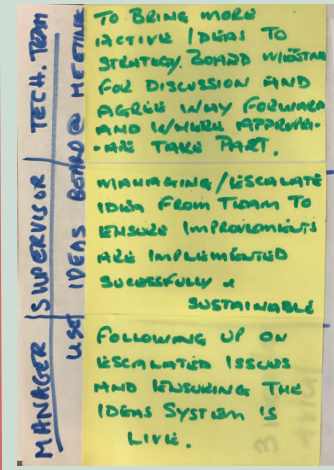 MANAGER / SUPERVISOR / TECH. TEAM
USE IDEAS BOARD @ MEETING
TO BRING MORE
ACTIVE IDEAS TO
STRATEGY BOARD
FOR DISCUSSION AND
AGREE WAY FORWARD
AND WHERE APPROPRI-
-ATE TAKE PART.
MANAGING/ESCALATE
IDEA FROM TEAM TO
ENSURE IMPROVEMENTS
ARE IMPLEMENTED
SUCESSFULLY &
SUSTAINABLE
FOLLOWING UP ON
ESCALATED ISSUES
AND ENSURING THE
IDEAS SYSTEM IS
LIVE.